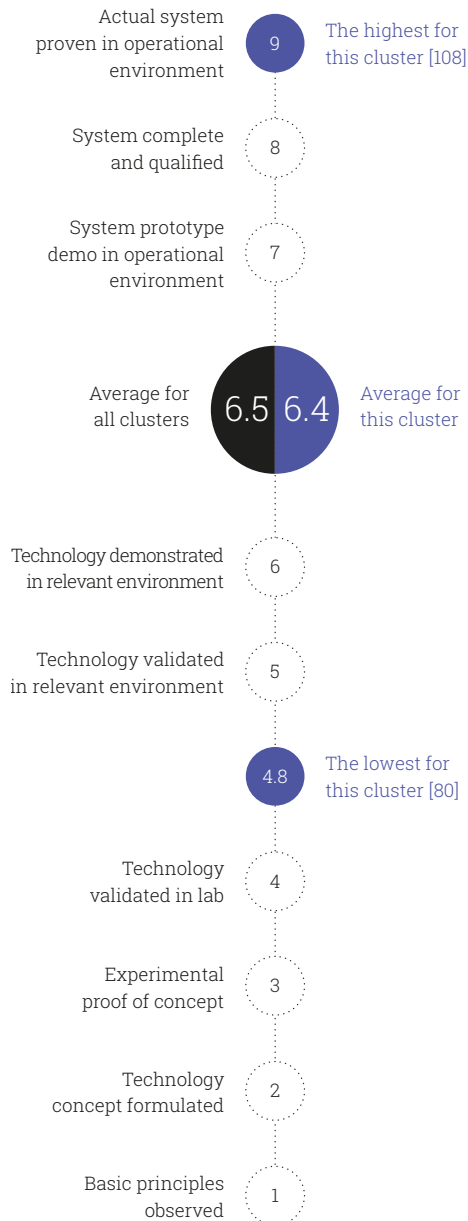 Actual system
proven in operational
environment
9
The highest for
this cluster [108]
System complete
and qualified
8
System prototype
demo in operational
environment
7
Average for
all clusters
6.5
6.4
Average for
this cluster
Technology demonstrated
in relevant environment
6
Technology validated
in relevant environment
5
4.8
The lowest for
this cluster [80]
Technology
validated in lab
4
Experimental
proof of concept
3
Technology
concept formulated
2
Basic principles
observed
1